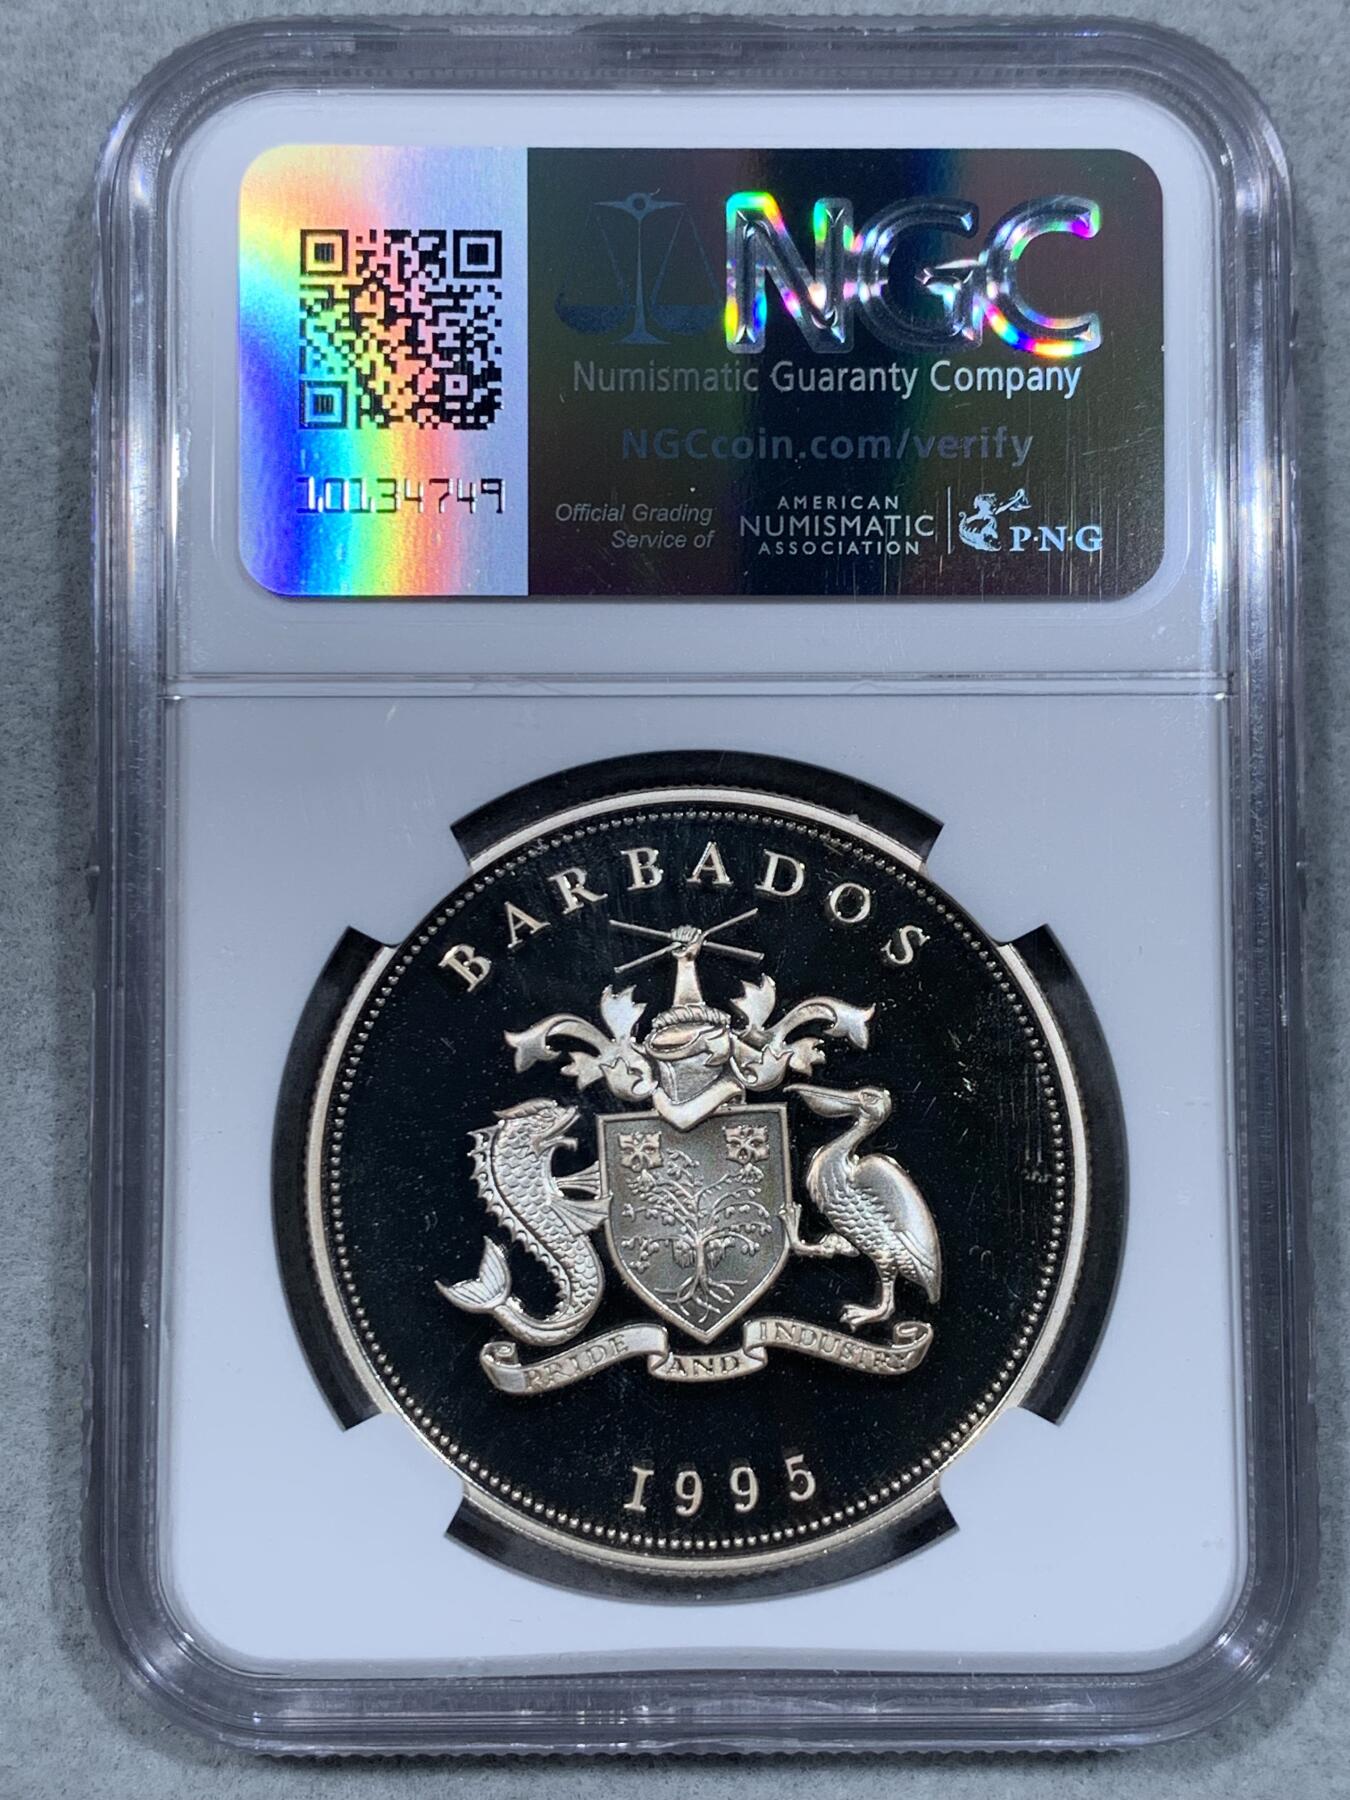 NGC
Numismatic Guaranty Company
NGCcoin.com/verify
10134749
Official Grading
Service of
AMERICAN
NUMISMATIC
ASSOCIATION
P·N·G
BARBADOS
PRIDE AND INDUSTRY
1995